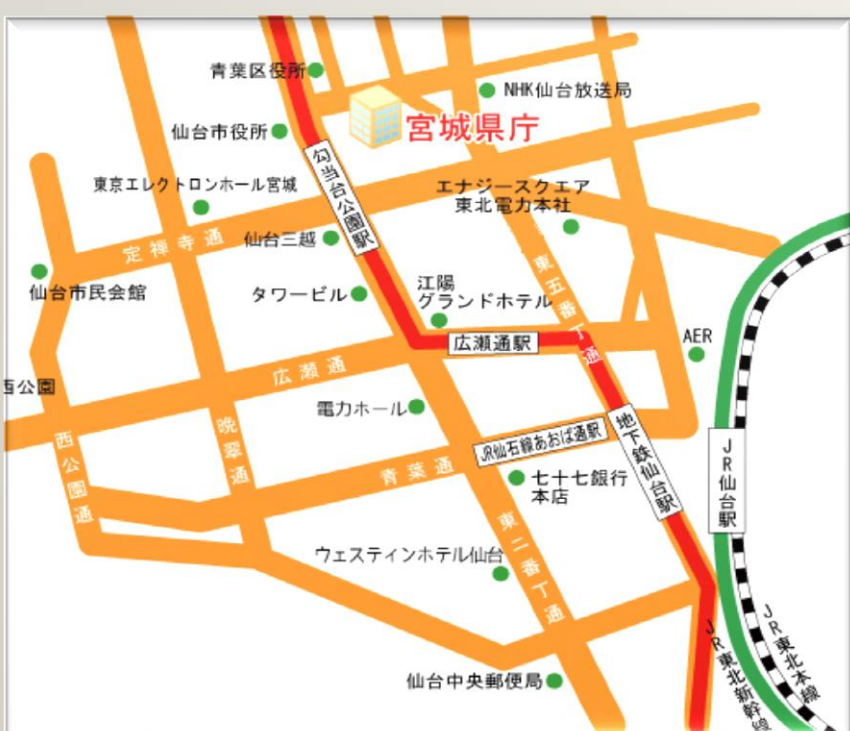 青葉区役所
NHK仙台放送局
宮城県庁
仙台市役所
勾当台公園駅
東京エレクトロンホール宮城
エナジースクエア
東北電力本社
定禅寺通
仙台三越
仙台市民会館
東五番丁通
タワービル
江陽
グランドホテル
広瀬通駅
AER
広瀬通
西公園
電力ホール
晩翠通
西公園通
JR仙石線あおば通駅
地下鉄仙台駅
JR仙台駅
青葉通
七十七銀行
本店
東二番丁通
ウェスティンホテル仙台
JR東北本線
JR東北新幹線
仙台中央郵便局